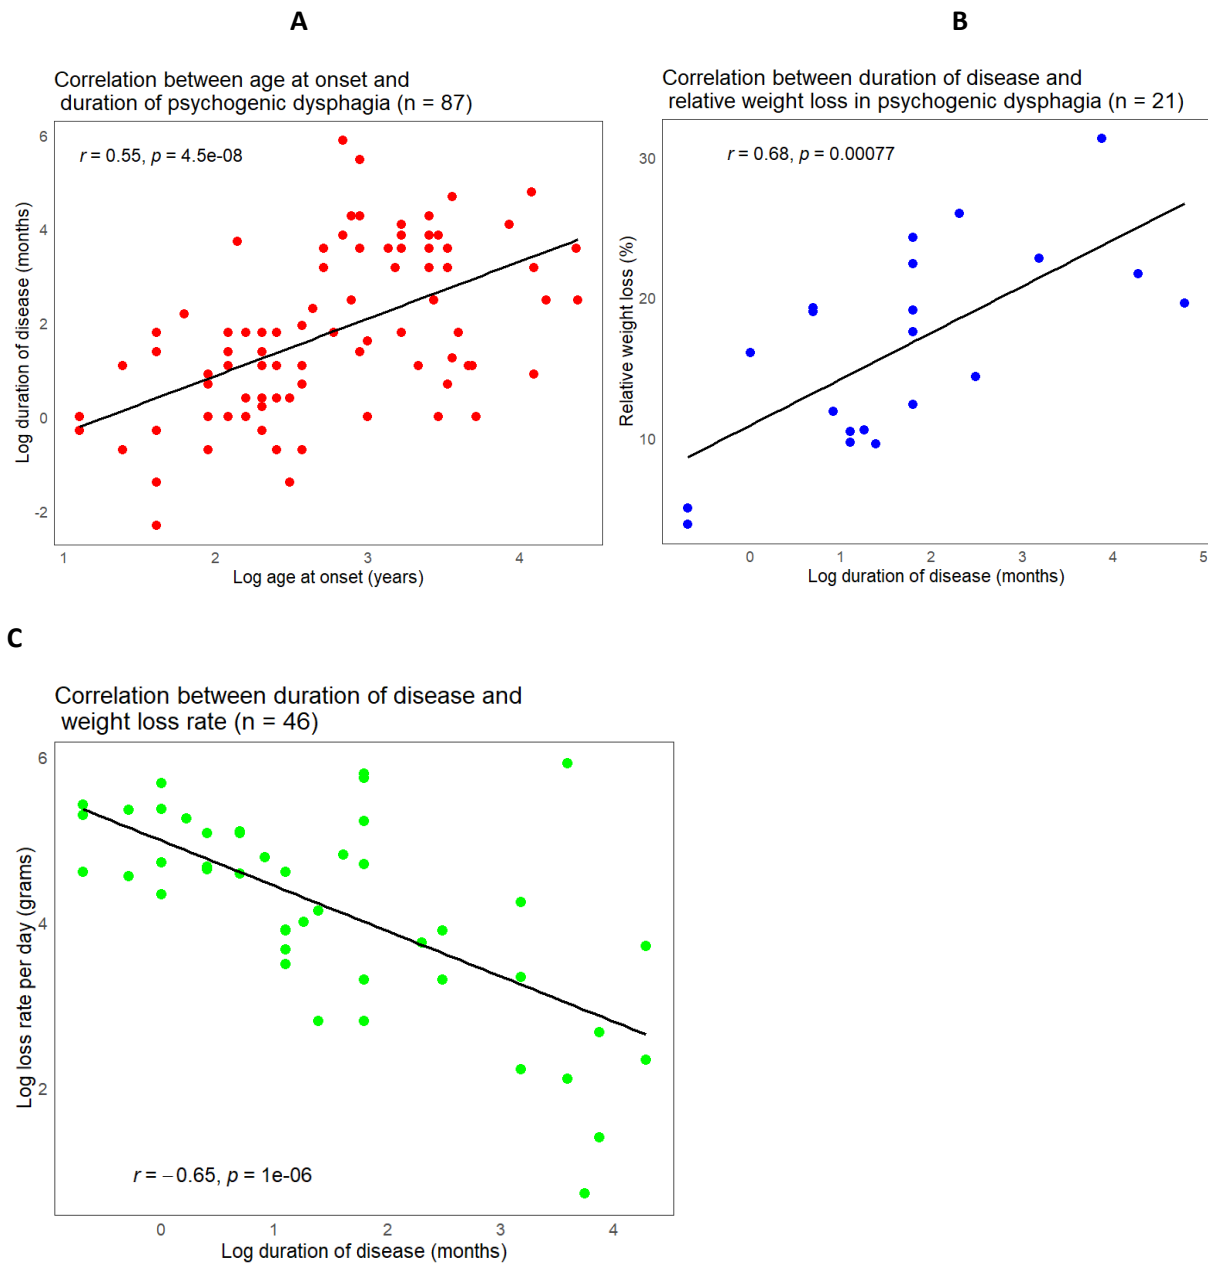 A
Correlation between age at onset and
duration of psychogenic dysphagia (n = 87)
r = 0.55, p = 4.5e-08
Log duration of disease (months)
6
4
2
0
-2
1 2 3 4
Log age at onset (years)
B
Correlation between duration of disease and
relative weight loss in psychogenic dysphagia (n = 21)
r = 0.68, p = 0.00077
Relative weight loss (%)
30
20
10
0 1 2 3 4 5
Log duration of disease (months)
C
Correlation between duration of disease and
weight loss rate (n = 46)
Log loss rate per day (grams)
6
4
2
r = −0.65, p = 1e-06
0 1 2 3 4
Log duration of disease (months)